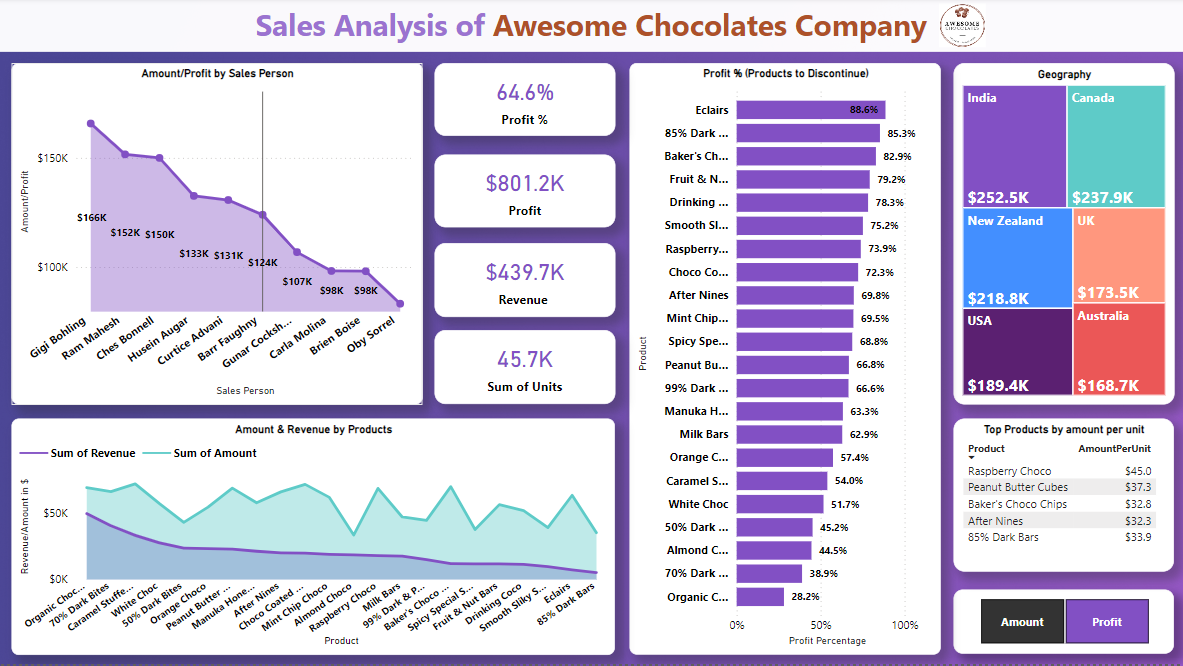 Sales Analysis of Awesome Chocolates Company
AWESOME
CHOCOLATES
Amount/Profit by Sales Person
Amount/Profit
$150K
$100K
$166K
$152K
$150K
$133K
$131K
$124K
$107K
$98K
$98K
Gigi Bohling
Ram Mahesh
Ches Bonnell
Husein Augar
Curtice Advani
Barr Faughny
Gunar Cocksh...
Carla Molina
Brien Boise
Oby Sorrel
Sales Person
64.6%
Profit %
$801.2K
Profit
$439.7K
Revenue
45.7K
Sum of Units
Profit % (Products to Discontinue)
Product
Eclairs 88.6%
85% Dark ... 85.3%
Baker's Ch... 82.9%
Fruit & N... 79.2%
Drinking ... 78.3%
Smooth Sl... 75.2%
Raspberry... 73.9%
Choco Co... 72.3%
After Nines 69.8%
Mint Chip... 69.5%
Spicy Spe... 68.8%
Peanut Bu... 66.8%
99% Dark ... 66.6%
Manuka H... 63.3%
Milk Bars 62.9%
Orange C... 57.4%
Caramel S... 54.0%
White Choc 51.7%
50% Dark ... 45.2%
Almond C... 44.5%
70% Dark ... 38.9%
Organic C... 28.2%
0% 50% 100%
Profit Percentage
Geography
India
$252.5K
Canada
$237.9K
New Zealand
$218.8K
UK
$173.5K
USA
$189.4K
Australia
$168.7K
Amount & Revenue by Products
Sum of Revenue Sum of Amount
Revenue/Amount in $
$50K
$0K
Organic Choc...
70% Dark Bites
Caramel Stuffe...
White Choc
50% Dark Bites
Orange Choco
Peanut Butter ...
Manuka Hone...
After Nines
Choco Coated ...
Mint Chip Choco
Almond Choco
Raspberry Choco
Milk Bars
99% Dark & P...
Baker's Choco ...
Spicy Special S...
Fruit & Nut Bars
Drinking Coco
Smooth Sliky S...
Eclairs
85% Dark Bars
Product
Top Products by amount per unit
Product AmountPerUnit
Raspberry Choco $45.0
Peanut Butter Cubes $37.3
Baker's Choco Chips $32.8
After Nines $32.3
85% Dark Bars $33.9
Amount Profit